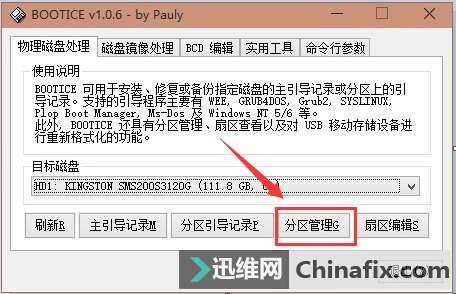 BOOTICE v1.0.6 - by Pauly
物理磁盘处理 磁盘镜像处理 BCD 编辑 实用工具 命令行参数
使用说明
BOOTICE 可用于安装、修复或备份指定磁盘的主引导记录或分区上的引
导记录。支持的引导程序主要有 WEE, GRUB4DOS, Grub2, SYSLINUX,
Plop Boot Manager, Ms-Dos 及 Windows NT 5/6 等。
此外, BOOTICE 还具有分区管理、扇区查看以及对 USB 移动存储设备进
行重新格式化的功能。
目标磁盘
HD1: KINGSTON SMS200S3120G (111.8 GB,
刷新R 主引导记录M 分区引导记录P 分区管理G 扇区编辑S
迅维网 Chinafix.com